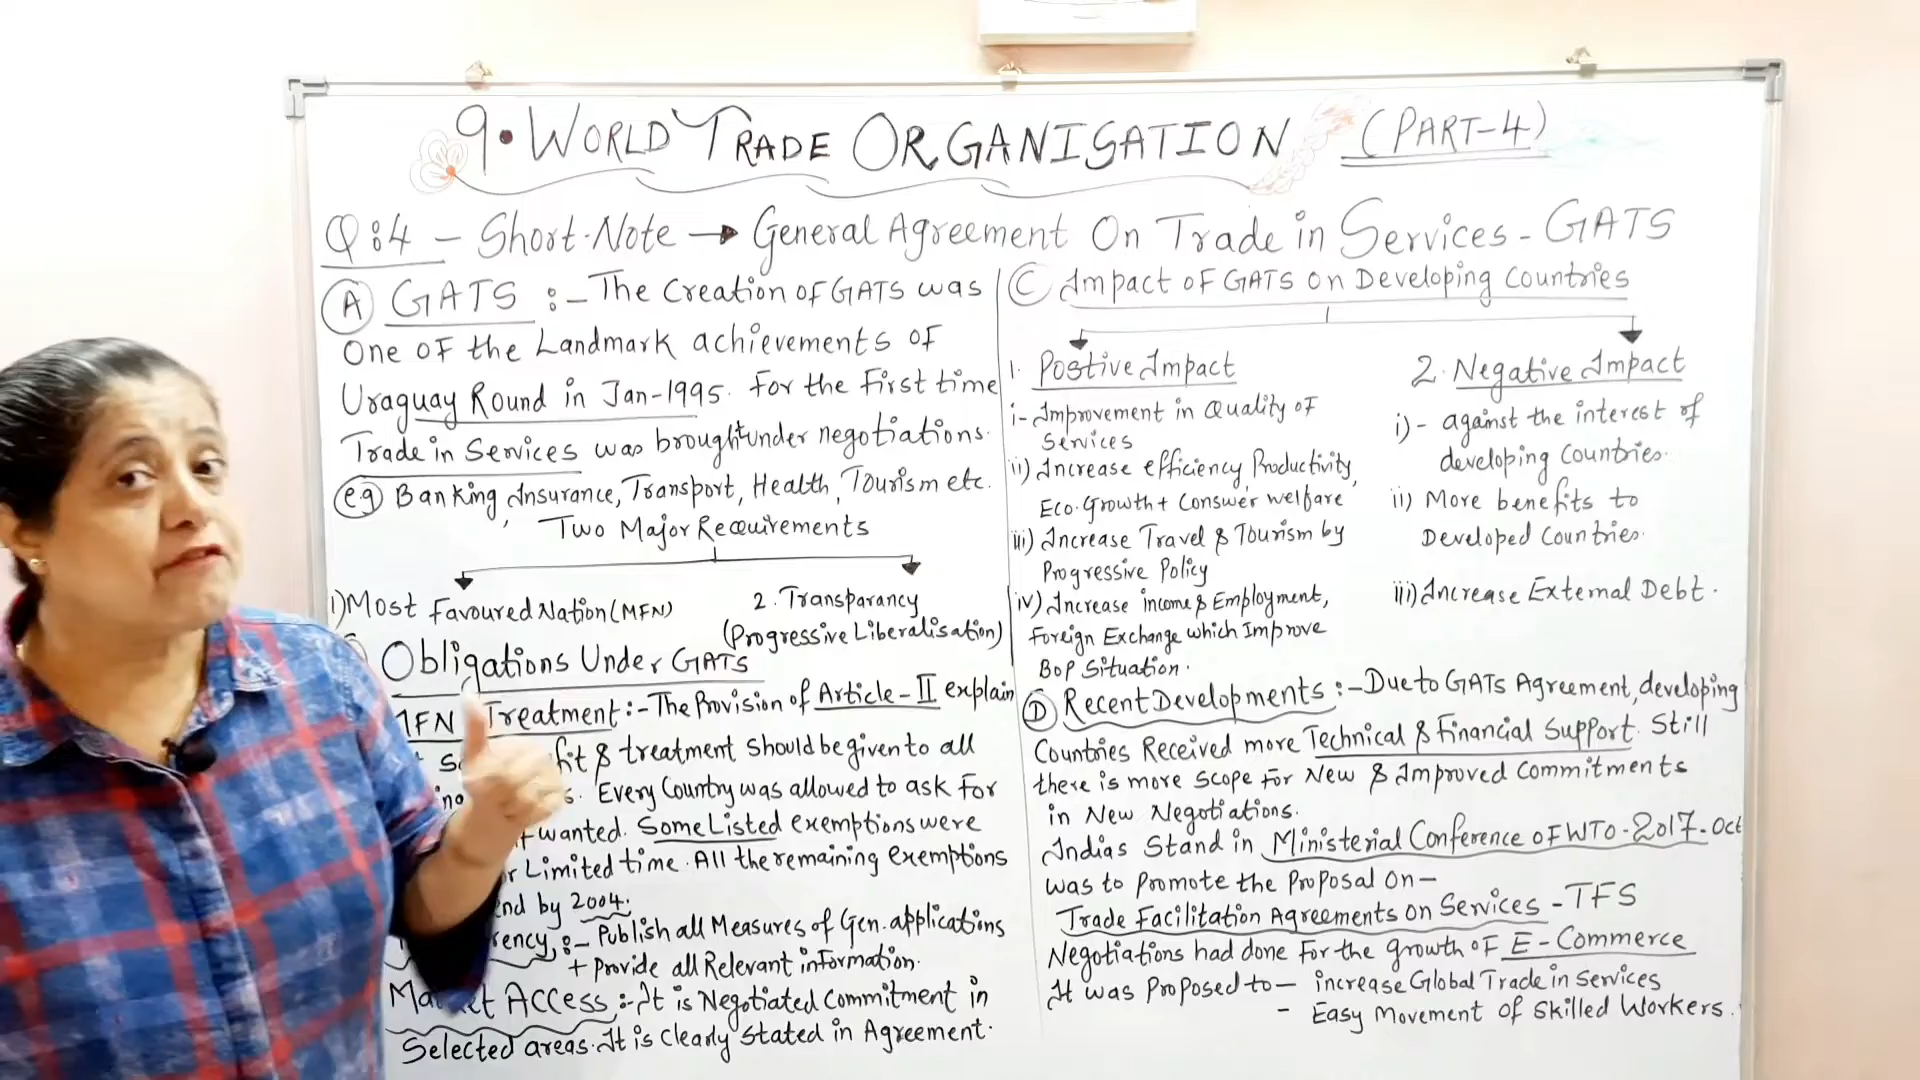 9. WORLD TRADE ORGANISATION (PART-4)
Q:4 - Short-Note → General Agreement On Trade in Services - GATS
(A) GATS :- The Creation of GATS was
One of the Landmark achievements of
Uraguay Round in Jan-1995. For the First time
Trade in Services was brought under negotiations.
(eg) Banking, Insurance, Transport, Health, Tourism etc.
Two Major Requirements
1) Most Favoured Nation (MFN)
2. Transparancy
(Progressive Liberalisation)
Obligations Under GATS
Treatment :- The Provision of Article-II explain
& treatment should be given to all
Every Country was allowed to ask for
wanted. Some Listed exemptions were
Limited time. All the remaining exemptions
end by 2004.
:- Publish all Measures of Gen. applications
+ Provide all Relevant information.
Market Access :- It is Negotiated Commitment in
Selected areas. It is Clearly Stated in Agreement.
(C) Impact of GATS on Developing Countries
1. Postive Impact
i- Improvement in Quality of
Services
ii) Increase efficiency, Productivity,
Eco. Growth + Consumer welfare
iii) Increase Travel & Tourism by
Progressive Policy
iv) Increase income & Employment,
Foreign Exchange which Improve
BoP Situation.
2. Negative Impact
i) - against the interest of
developing Countries.
ii) More benefits to
Developed Countries.
iii) Increase External Debt.
(D) Recent Developments :- Due to GATs Agreement, developing
Countries Received more Technical & Financial Support. Still
there is more scope for New & Improved Commitments
in New Negotiations.
Indias Stand in Ministerial Conference of WTO-2017-Oct
was to promote the Proposal on -
Trade Facilitation Agreements on Services - TFS
Negotiations had done for the growth of E-Commerce
It was Proposed to - increase Global Trade in Services
- Easy Movement of Skilled Workers.